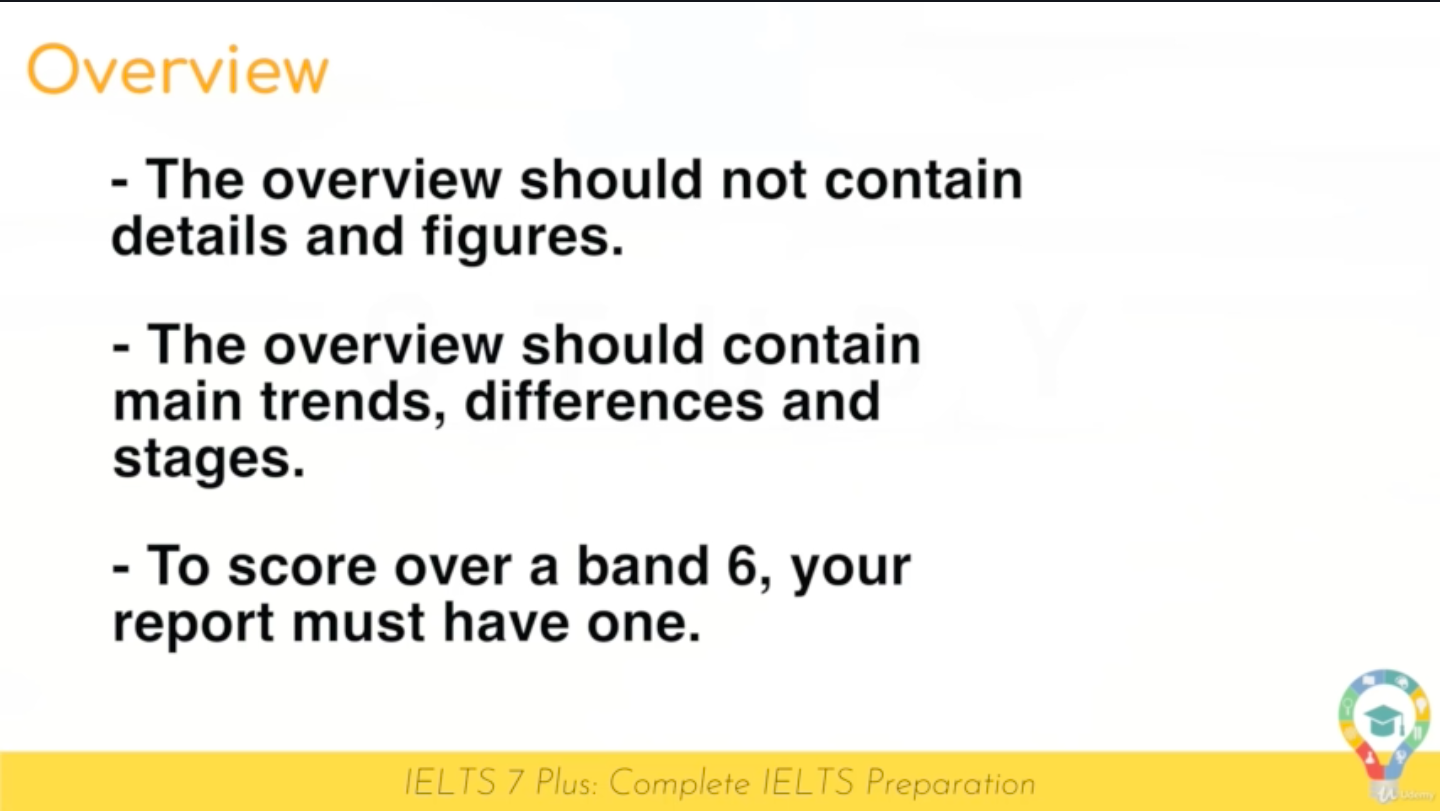 Overview
- The overview should not contain
details and figures.
- The overview should contain
main trends, differences and
stages.
- To score over a band 6, your
report must have one.
IELTS 7 Plus: Complete IELTS Preparation
Udemy